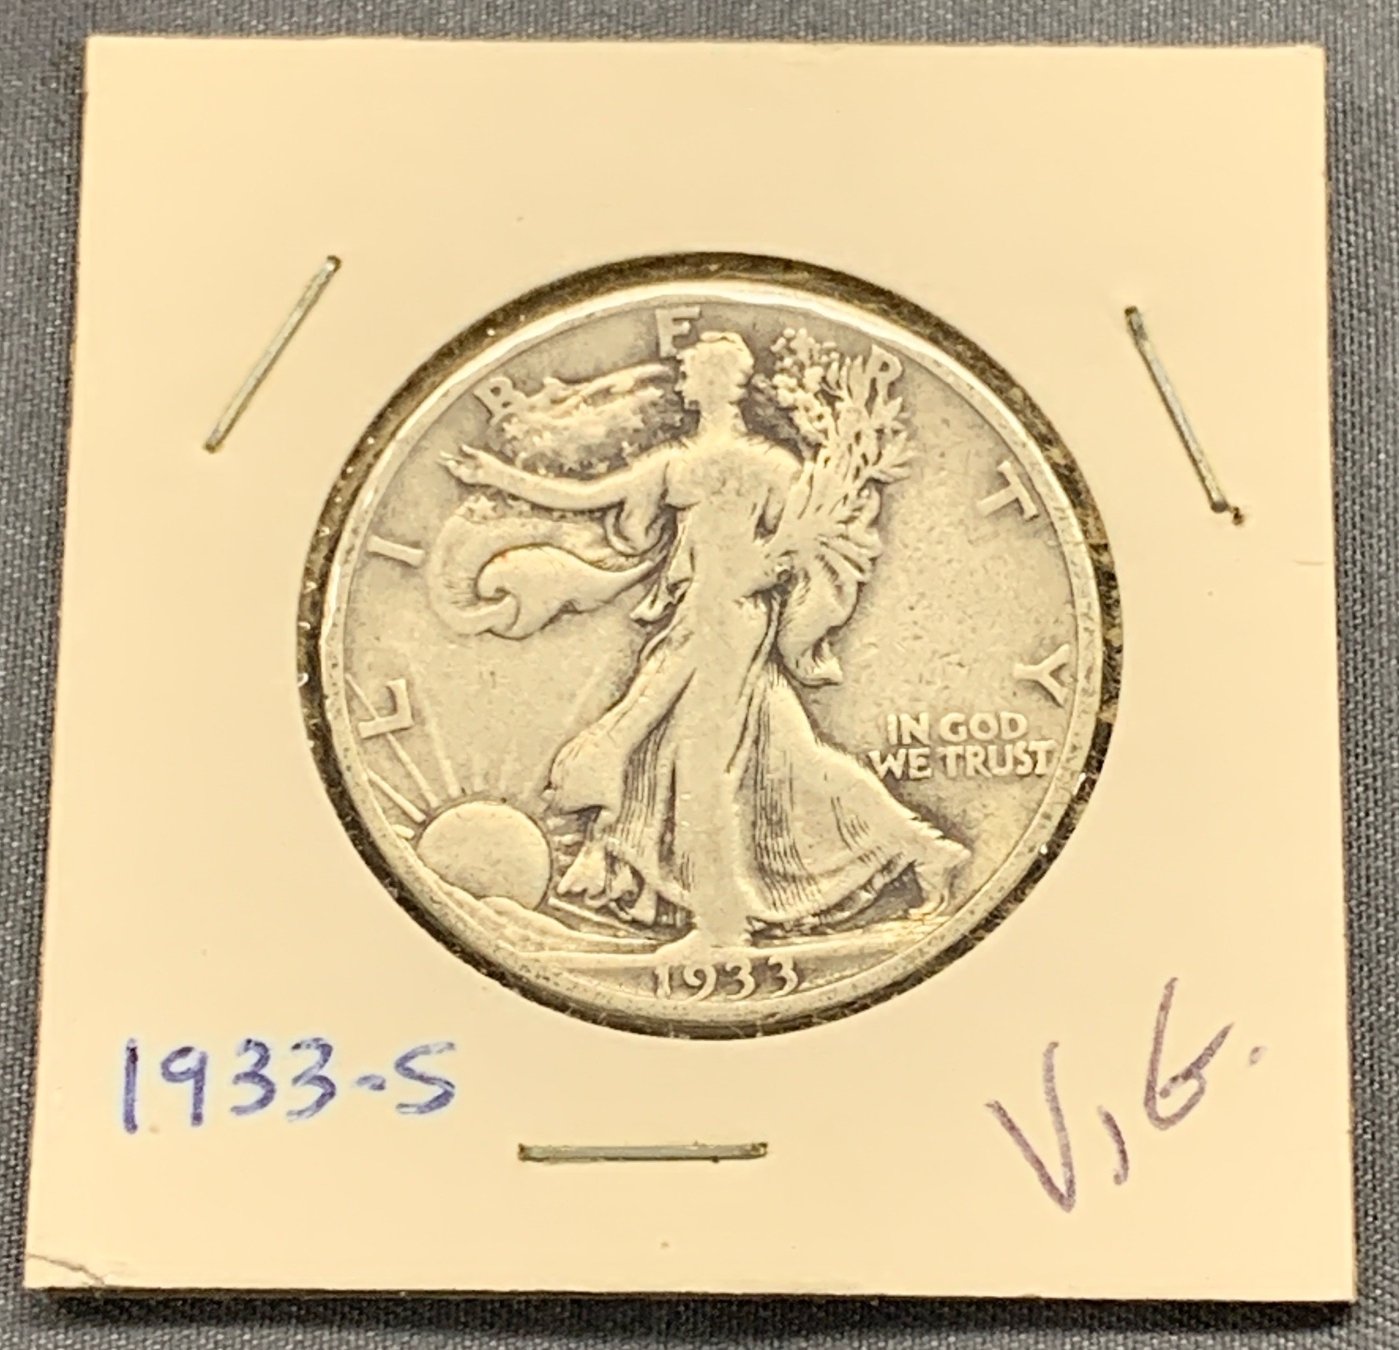 LIBERTY
IN GOD
WE TRUST
1933
1933-S
V.G.